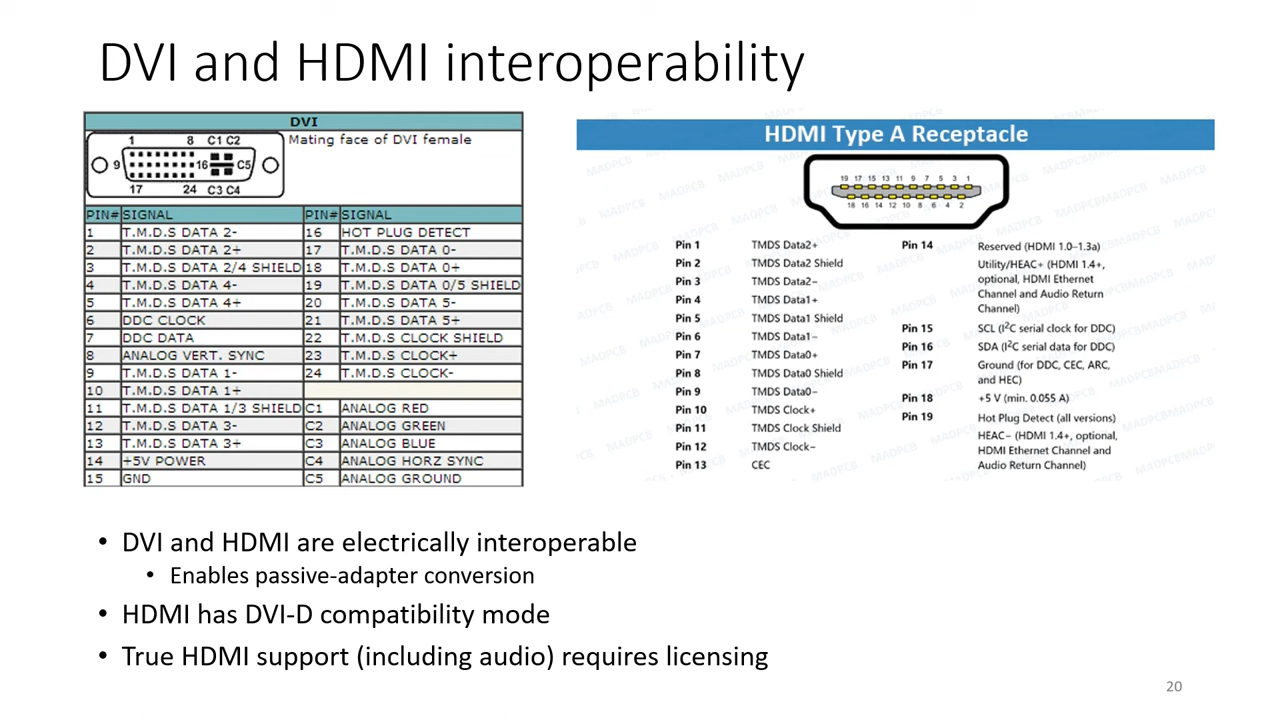 DVI and HDMI interoperability
DVI
Mating face of DVI female
1 8 C1 C2
9 16 C5
17 24 C3 C4
PIN# SIGNAL PIN# SIGNAL
1 T.M.D.S DATA 2- 16 HOT PLUG DETECT
2 T.M.D.S DATA 2+ 17 T.M.D.S DATA 0-
3 T.M.D.S DATA 2/4 SHIELD 18 T.M.D.S DATA 0+
4 T.M.D.S DATA 4- 19 T.M.D.S DATA 0/5 SHIELD
5 T.M.D.S DATA 4+ 20 T.M.D.S DATA 5-
6 DDC CLOCK 21 T.M.D.S DATA 5+
7 DDC DATA 22 T.M.D.S CLOCK SHIELD
8 ANALOG VERT. SYNC 23 T.M.D.S CLOCK+
9 T.M.D.S DATA 1- 24 T.M.D.S CLOCK-
10 T.M.D.S DATA 1+
11 T.M.D.S DATA 1/3 SHIELD C1 ANALOG RED
12 T.M.D.S DATA 3- C2 ANALOG GREEN
13 T.M.D.S DATA 3+ C3 ANALOG BLUE
14 +5V POWER C4 ANALOG HORZ SYNC
15 GND C5 ANALOG GROUND
HDMI Type A Receptacle
19 17 15 13 11 9 7 5 3 1
18 16 14 12 10 8 6 4 2
Pin 1 TMDS Data2+
Pin 2 TMDS Data2 Shield
Pin 3 TMDS Data2−
Pin 4 TMDS Data1+
Pin 5 TMDS Data1 Shield
Pin 6 TMDS Data1−
Pin 7 TMDS Data0+
Pin 8 TMDS Data0 Shield
Pin 9 TMDS Data0−
Pin 10 TMDS Clock+
Pin 11 TMDS Clock Shield
Pin 12 TMDS Clock−
Pin 13 CEC
Pin 14 Reserved (HDMI 1.0–1.3a)
Utility/HEAC+ (HDMI 1.4+,
optional, HDMI Ethernet
Channel and Audio Return
Channel)
Pin 15 SCL (I²C serial clock for DDC)
Pin 16 SDA (I²C serial data for DDC)
Pin 17 Ground (for DDC, CEC, ARC,
and HEC)
Pin 18 +5 V (min. 0.055 A)
Pin 19 Hot Plug Detect (all versions)
HEAC− (HDMI 1.4+, optional,
HDMI Ethernet Channel and
Audio Return Channel)
• DVI and HDMI are electrically interoperable
• Enables passive-adapter conversion
• HDMI has DVI-D compatibility mode
• True HDMI support (including audio) requires licensing
20